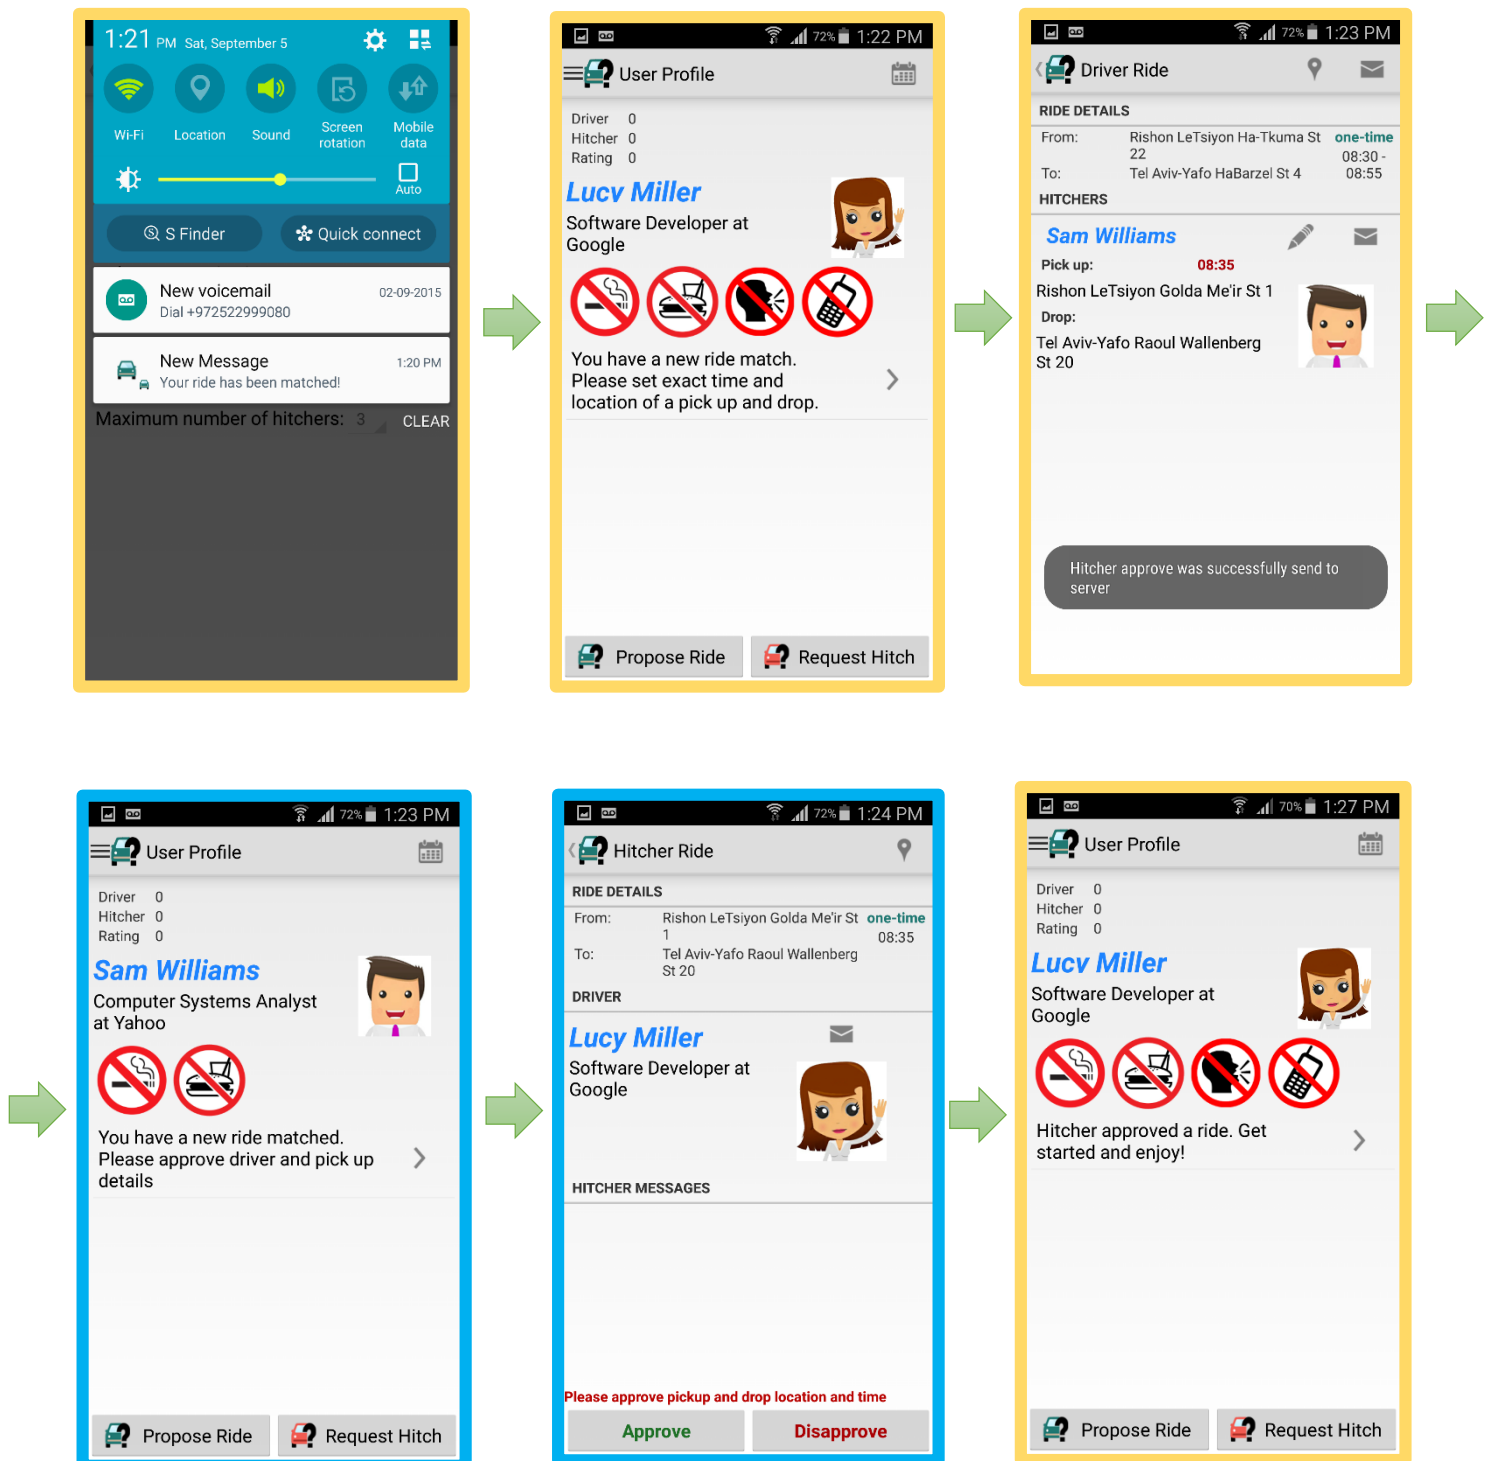 1:21 PM Sat, September 5
Wi-Fi Location Sound Screen rotation Mobile data
Auto
S Finder Quick connect
New voicemail 02-09-2015
Dial +972522999080
New Message 1:20 PM
Your ride has been matched!
Maximum number of hitchers: 3 CLEAR
72% 1:22 PM
User Profile
Driver 0
Hitcher 0
Rating 0
Lucy Miller
Software Developer at
Google
You have a new ride match.
Please set exact time and
location of a pick up and drop.
Propose Ride Request Hitch
72% 1:23 PM
Driver Ride
RIDE DETAILS
From: Rishon LeTsiyon Ha-Tkuma St one-time
22 08:30 -
To: Tel Aviv-Yafo HaBarzel St 4 08:55
HITCHERS
Sam Williams
Pick up: 08:35
Rishon LeTsiyon Golda Me'ir St 1
Drop:
Tel Aviv-Yafo Raoul Wallenberg
St 20
Hitcher approve was successfully send to
server
72% 1:23 PM
User Profile
Driver 0
Hitcher 0
Rating 0
Sam Williams
Computer Systems Analyst
at Yahoo
You have a new ride matched.
Please approve driver and pick up
details
Propose Ride Request Hitch
72% 1:24 PM
Hitcher Ride
RIDE DETAILS
From: Rishon LeTsiyon Golda Me'ir St one-time
1 08:35
To: Tel Aviv-Yafo Raoul Wallenberg
St 20
DRIVER
Lucy Miller
Software Developer at
Google
HITCHER MESSAGES
Please approve pickup and drop location and time
Approve Disapprove
70% 1:27 PM
User Profile
Driver 0
Hitcher 0
Rating 0
Lucy Miller
Software Developer at
Google
Hitcher approved a ride. Get
started and enjoy!
Propose Ride Request Hitch